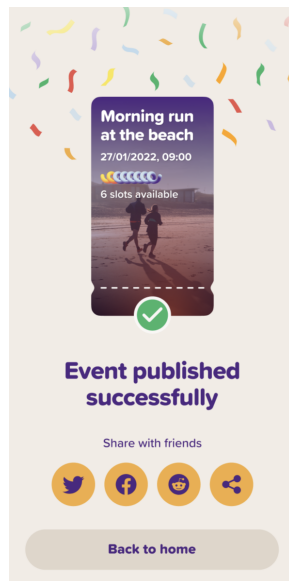 Morning run
at the beach
27/01/2022, 09:00
6 slots available
Event published
successfully
Share with friends
Back to home